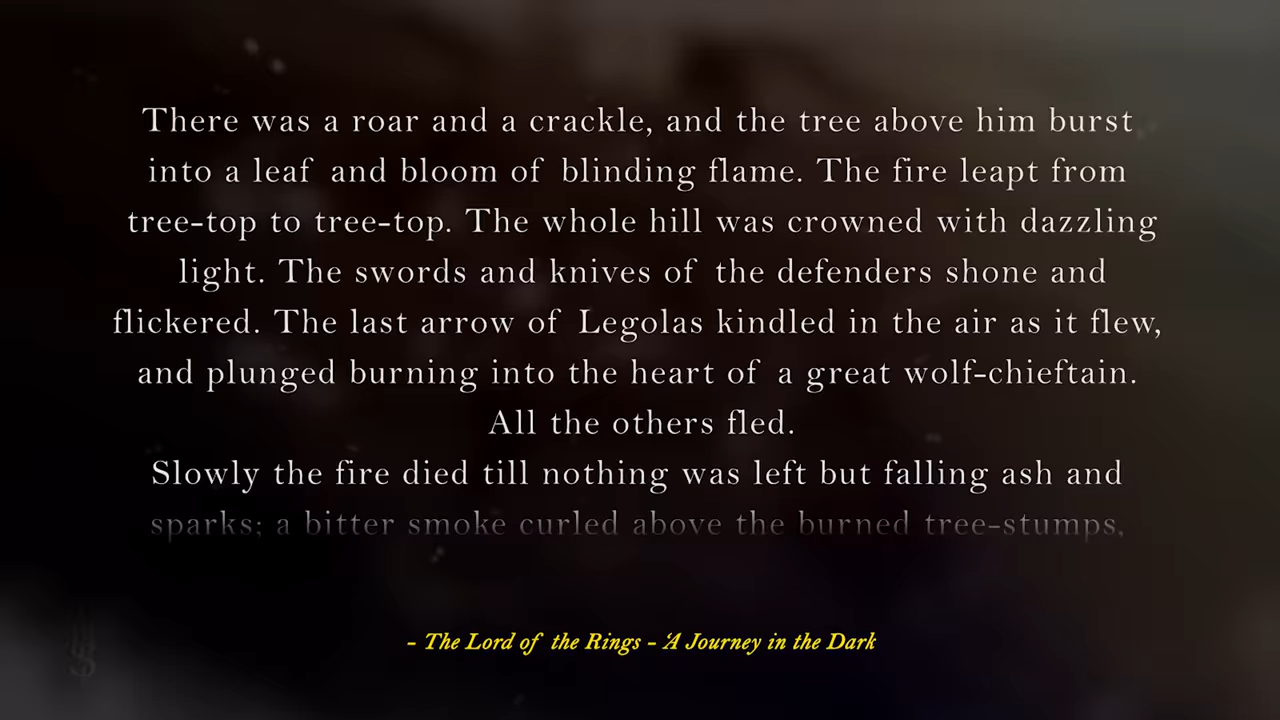 There was a roar and a crackle, and the tree above him burst
into a leaf and bloom of blinding flame. The fire leapt from
tree-top to tree-top. The whole hill was crowned with dazzling
light. The swords and knives of the defenders shone and
flickered. The last arrow of Legolas kindled in the air as it flew,
and plunged burning into the heart of a great wolf-chieftain.
All the others fled.
Slowly the fire died till nothing was left but falling ash and
sparks; a bitter smoke curled above the burned tree-stumps,
- The Lord of the Rings - A Journey in the Dark